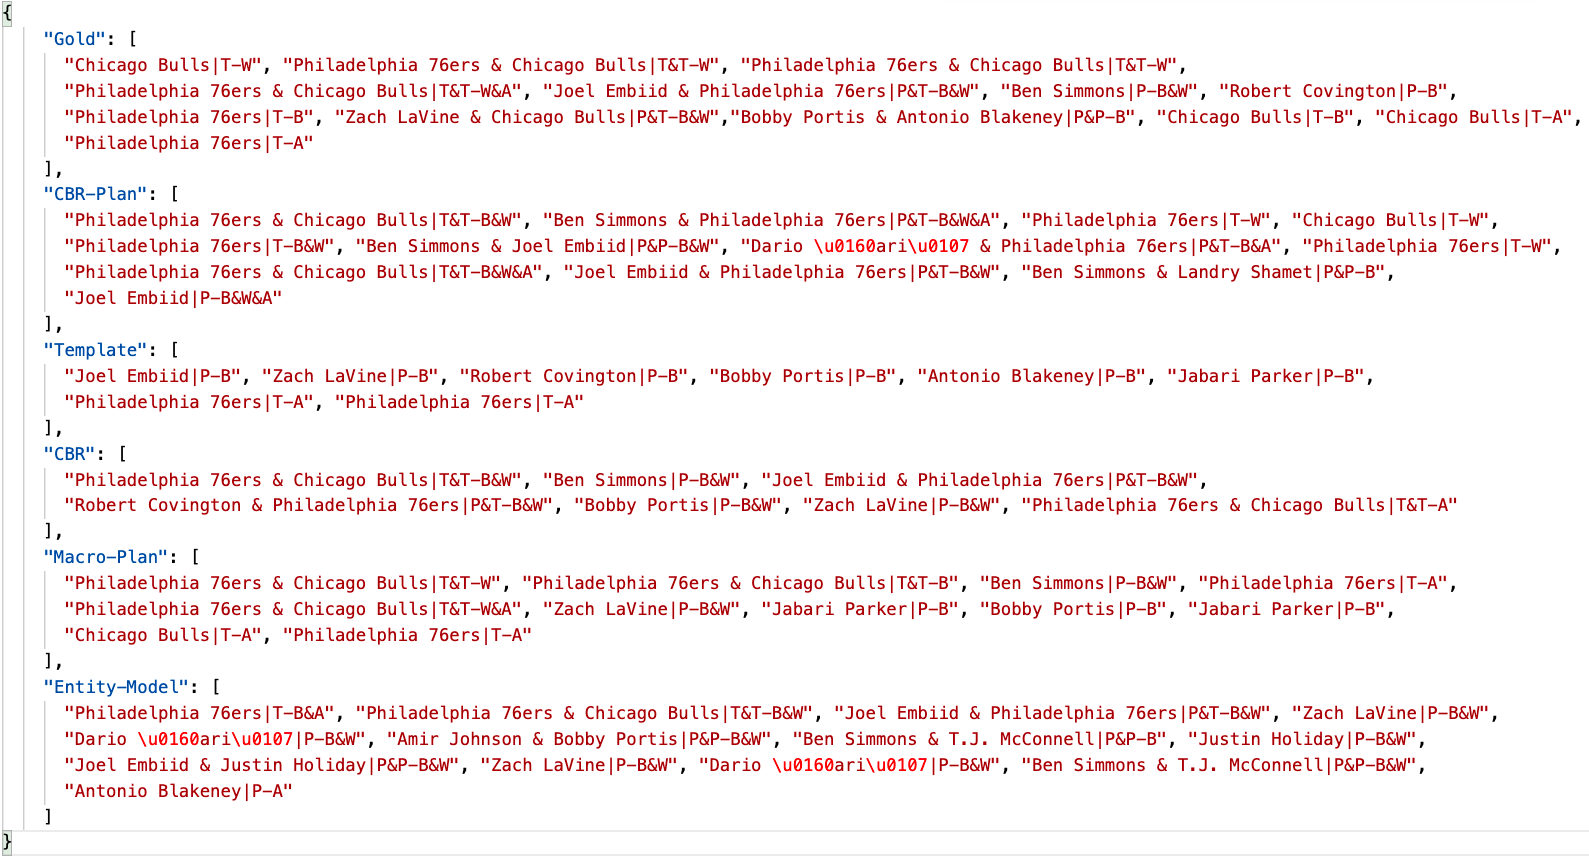 {
"Gold": [
"Chicago Bulls|T-W", "Philadelphia 76ers & Chicago Bulls|T&T-W", "Philadelphia 76ers & Chicago Bulls|T&T-W",
"Philadelphia 76ers & Chicago Bulls|T&T-W&A", "Joel Embiid & Philadelphia 76ers|P&T-B&W", "Ben Simmons|P-B&W", "Robert Covington|P-B",
"Philadelphia 76ers|T-B", "Zach LaVine & Chicago Bulls|P&T-B&W","Bobby Portis & Antonio Blakeney|P&P-B", "Chicago Bulls|T-B", "Chicago Bulls|T-A",
"Philadelphia 76ers|T-A"
],
"CBR-Plan": [
"Philadelphia 76ers & Chicago Bulls|T&T-B&W", "Ben Simmons & Philadelphia 76ers|P&T-B&W&A", "Philadelphia 76ers|T-W", "Chicago Bulls|T-W",
"Philadelphia 76ers|T-B&W", "Ben Simmons & Joel Embiid|P&P-B&W", "Dario \u0160ari\u0107 & Philadelphia 76ers|P&T-B&A", "Philadelphia 76ers|T-W",
"Philadelphia 76ers & Chicago Bulls|T&T-B&W&A", "Joel Embiid & Philadelphia 76ers|P&T-B&W", "Ben Simmons & Landry Shamet|P&P-B",
"Joel Embiid|P-B&W&A"
],
"Template": [
"Joel Embiid|P-B", "Zach LaVine|P-B", "Robert Covington|P-B", "Bobby Portis|P-B", "Antonio Blakeney|P-B", "Jabari Parker|P-B",
"Philadelphia 76ers|T-A", "Philadelphia 76ers|T-A"
],
"CBR": [
"Philadelphia 76ers & Chicago Bulls|T&T-B&W", "Ben Simmons|P-B&W", "Joel Embiid & Philadelphia 76ers|P&T-B&W",
"Robert Covington & Philadelphia 76ers|P&T-B&W", "Bobby Portis|P-B&W", "Zach LaVine|P-B&W", "Philadelphia 76ers & Chicago Bulls|T&T-A"
],
"Macro-Plan": [
"Philadelphia 76ers & Chicago Bulls|T&T-W", "Philadelphia 76ers & Chicago Bulls|T&T-B", "Ben Simmons|P-B&W", "Philadelphia 76ers|T-A",
"Philadelphia 76ers & Chicago Bulls|T&T-W&A", "Zach LaVine|P-B&W", "Jabari Parker|P-B", "Bobby Portis|P-B", "Jabari Parker|P-B",
"Chicago Bulls|T-A", "Philadelphia 76ers|T-A"
],
"Entity-Model": [
"Philadelphia 76ers|T-B&A", "Philadelphia 76ers & Chicago Bulls|T&T-B&W", "Joel Embiid & Philadelphia 76ers|P&T-B&W", "Zach LaVine|P-B&W",
"Dario \u0160ari\u0107|P-B&W", "Amir Johnson & Bobby Portis|P&P-B&W", "Ben Simmons & T.J. McConnell|P&P-B", "Justin Holiday|P-B&W",
"Joel Embiid & Justin Holiday|P&P-B&W", "Zach LaVine|P-B&W", "Dario \u0160ari\u0107|P-B&W", "Ben Simmons & T.J. McConnell|P&P-B&W",
"Antonio Blakeney|P-A"
]
}